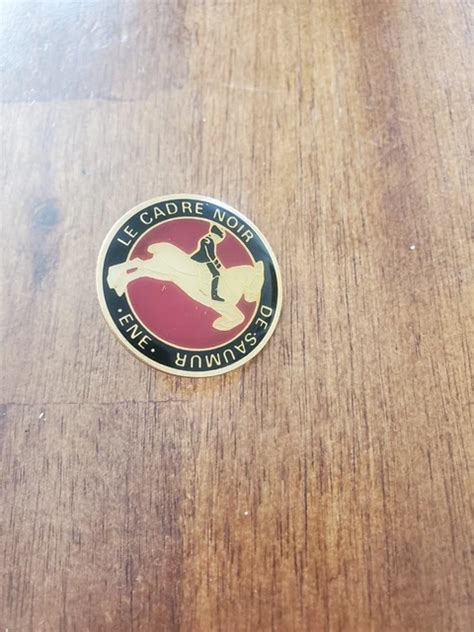 LE CADRE NOIR
DE SAUMUR
· ENE ·